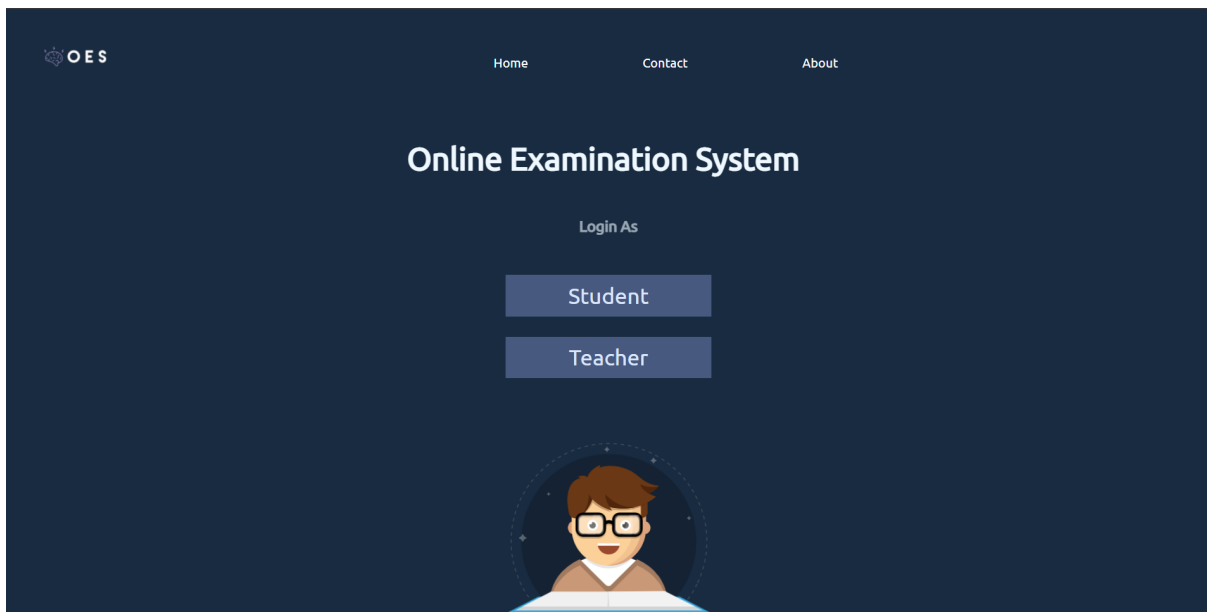 OES
Home Contact About
Online Examination System
Login As
Student
Teacher